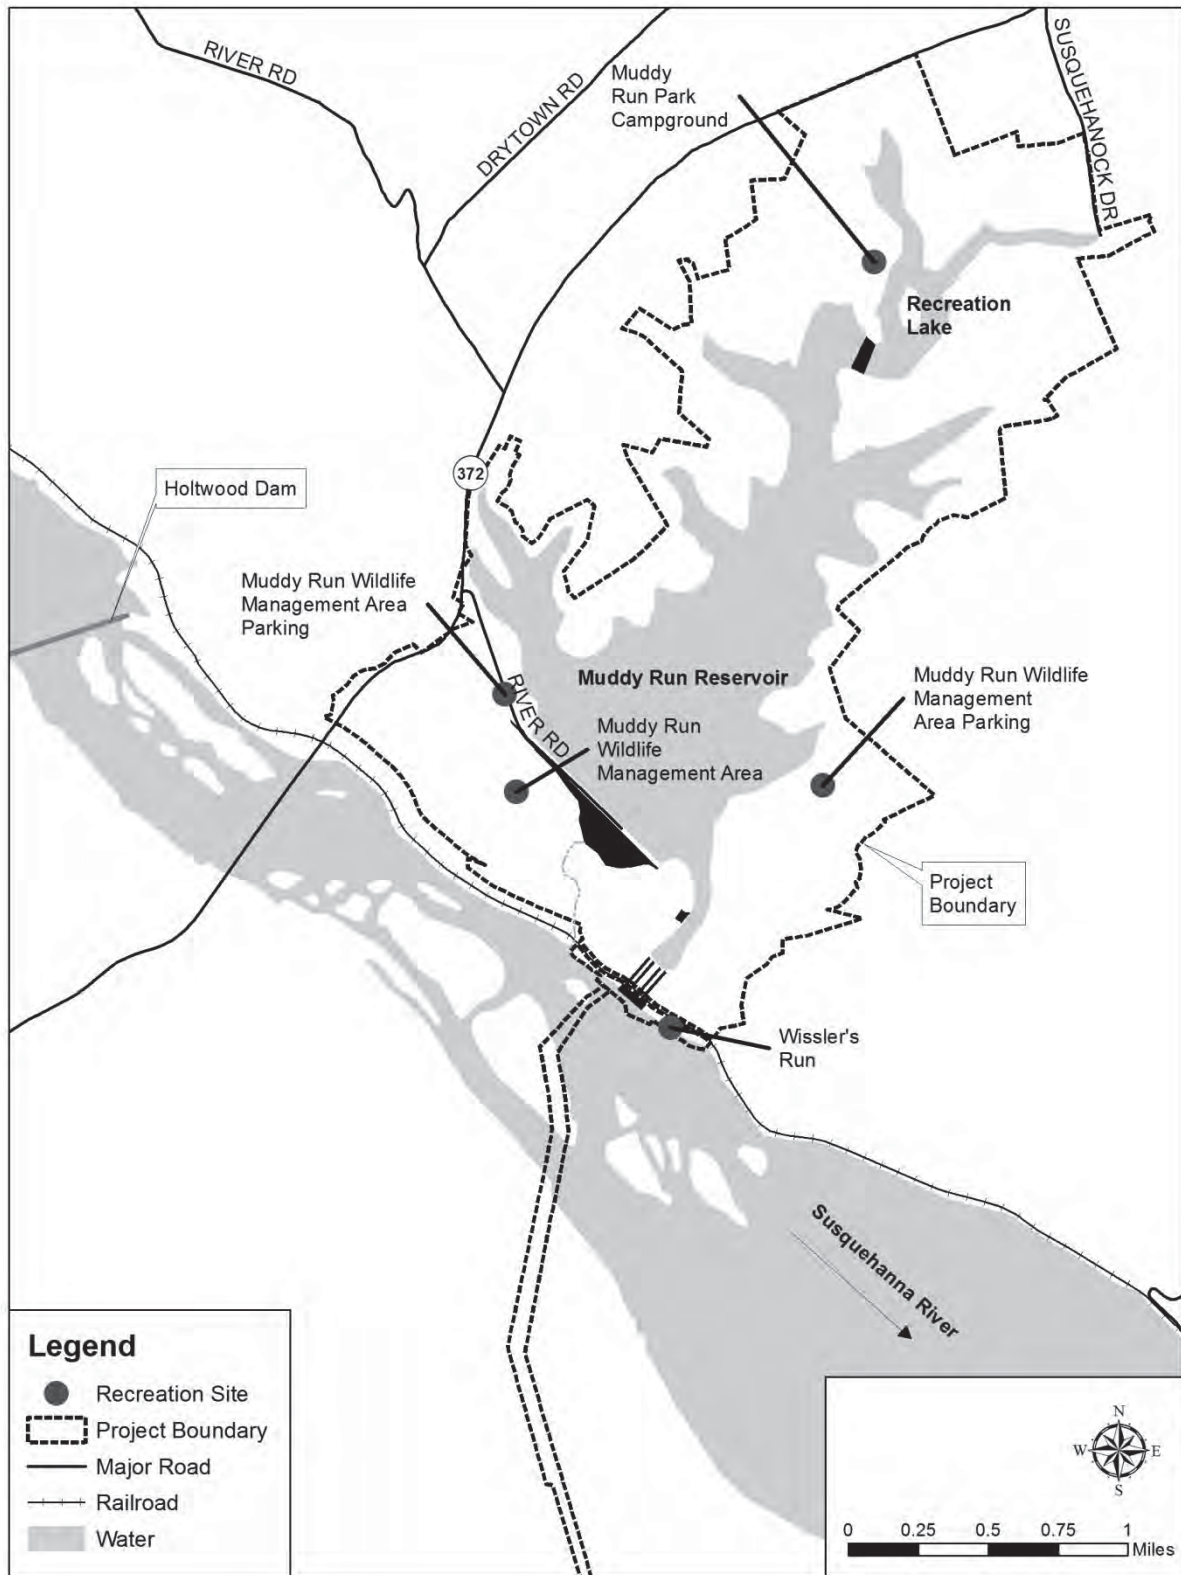 RIVER RD
DRYTOWN RD
Muddy
Run Park
Campground
SUSQUEHANOCK DR
Recreation
Lake
372
Holtwood Dam
Muddy Run Wildlife
Management Area
Parking
RIVER RD
Muddy Run Reservoir
Muddy Run
Wildlife
Management Area
Muddy Run Wildlife
Management
Area Parking
Project
Boundary
Wissler's
Run
Susquehanna River
Legend
Recreation Site
Project Boundary
Major Road
Railroad
Water
N
W E
S
0 0.25 0.5 0.75 1
Miles